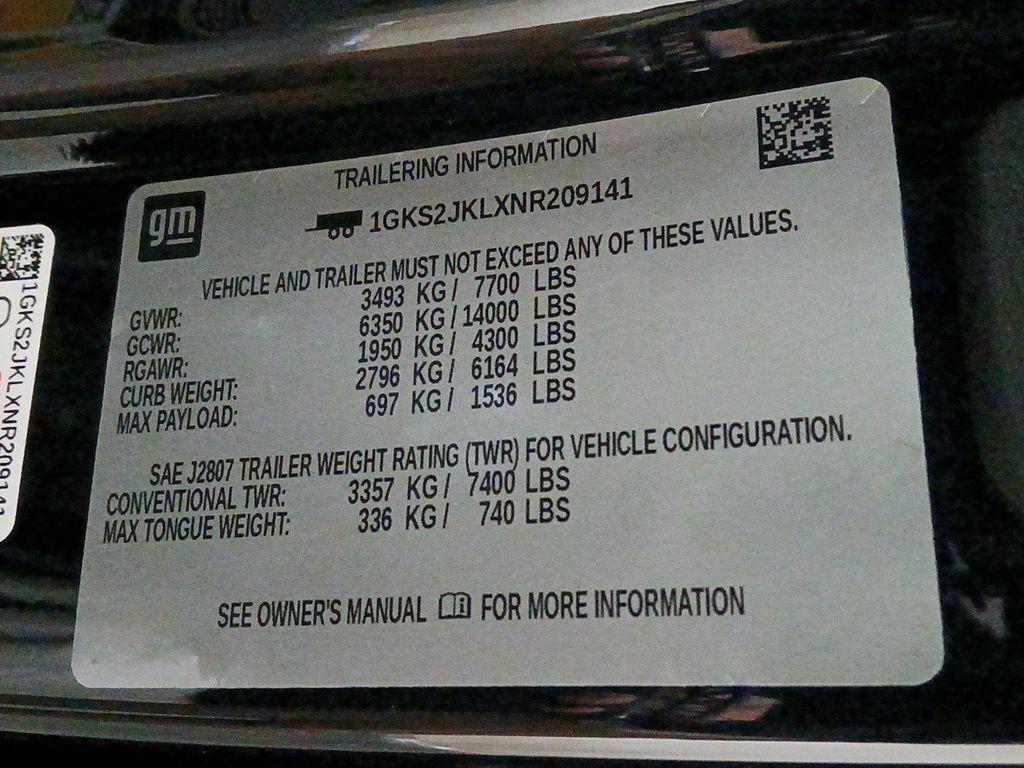 TRAILERING INFORMATION
gm
1GKS2JKLXNR209141
VEHICLE AND TRAILER MUST NOT EXCEED ANY OF THESE VALUES.
GVWR: 3493 KG / 7700 LBS
GCWR: 6350 KG / 14000 LBS
RGAWR: 1950 KG / 4300 LBS
CURB WEIGHT: 2796 KG / 6164 LBS
MAX PAYLOAD: 697 KG / 1536 LBS
SAE J2807 TRAILER WEIGHT RATING (TWR) FOR VEHICLE CONFIGURATION.
CONVENTIONAL TWR: 3357 KG / 7400 LBS
MAX TONGUE WEIGHT: 336 KG / 740 LBS
SEE OWNER'S MANUAL i FOR MORE INFORMATION
1GKS2JKLXNR209141